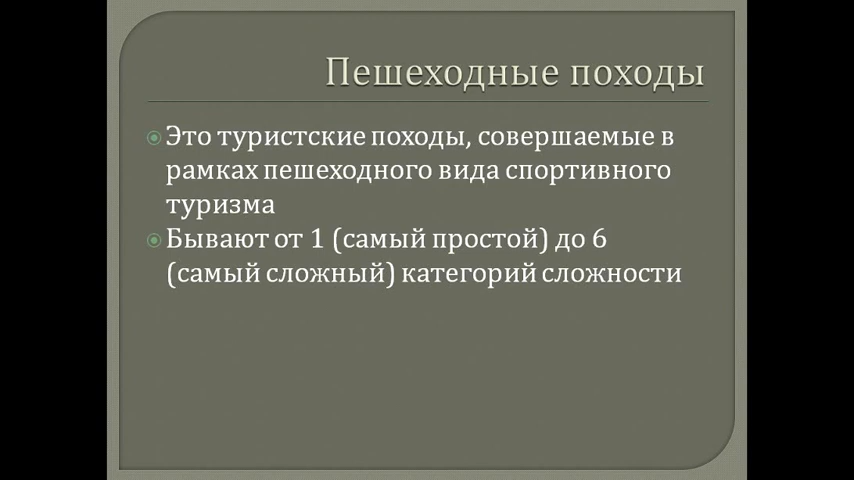 Пешеходные походы
Это туристские походы, совершаемые в
рамках пешеходного вида спортивного
туризма
Бывают от 1 (самый простой) до 6
(самый сложный) категорий сложности